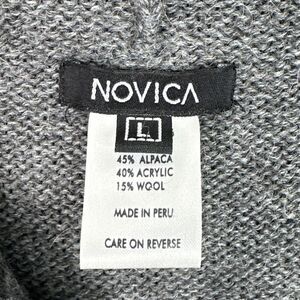 NOVICA
L
45% ALPACA
40% ACRYLIC
15% WOOL
MADE IN PERU
CARE ON REVERSE